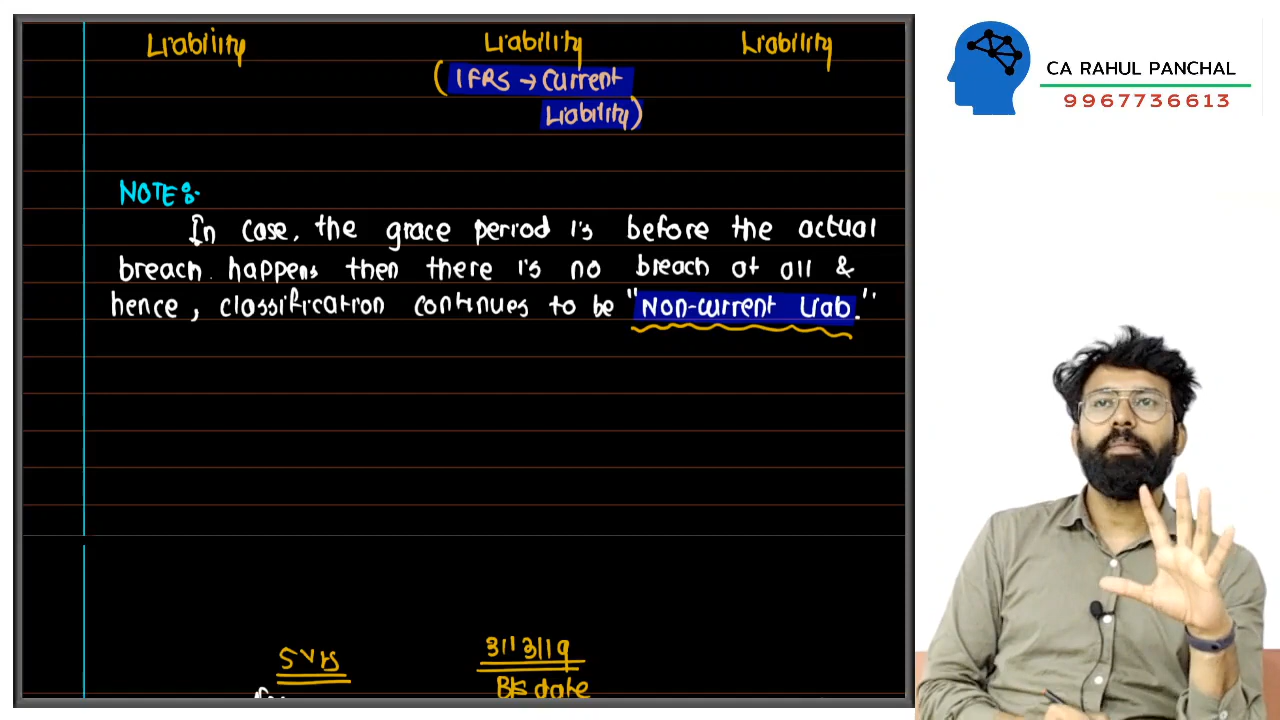 Liability Liability Liability
(IFRS → Current
Liability)
NOTE:-
In case, the grace period is before the actual
breach happens then there is no breach at all &
hence, classification continues to be "Non-current Liab."
5 Yrs 31/3/19
B/s date
CA RAHUL PANCHAL
9967736613